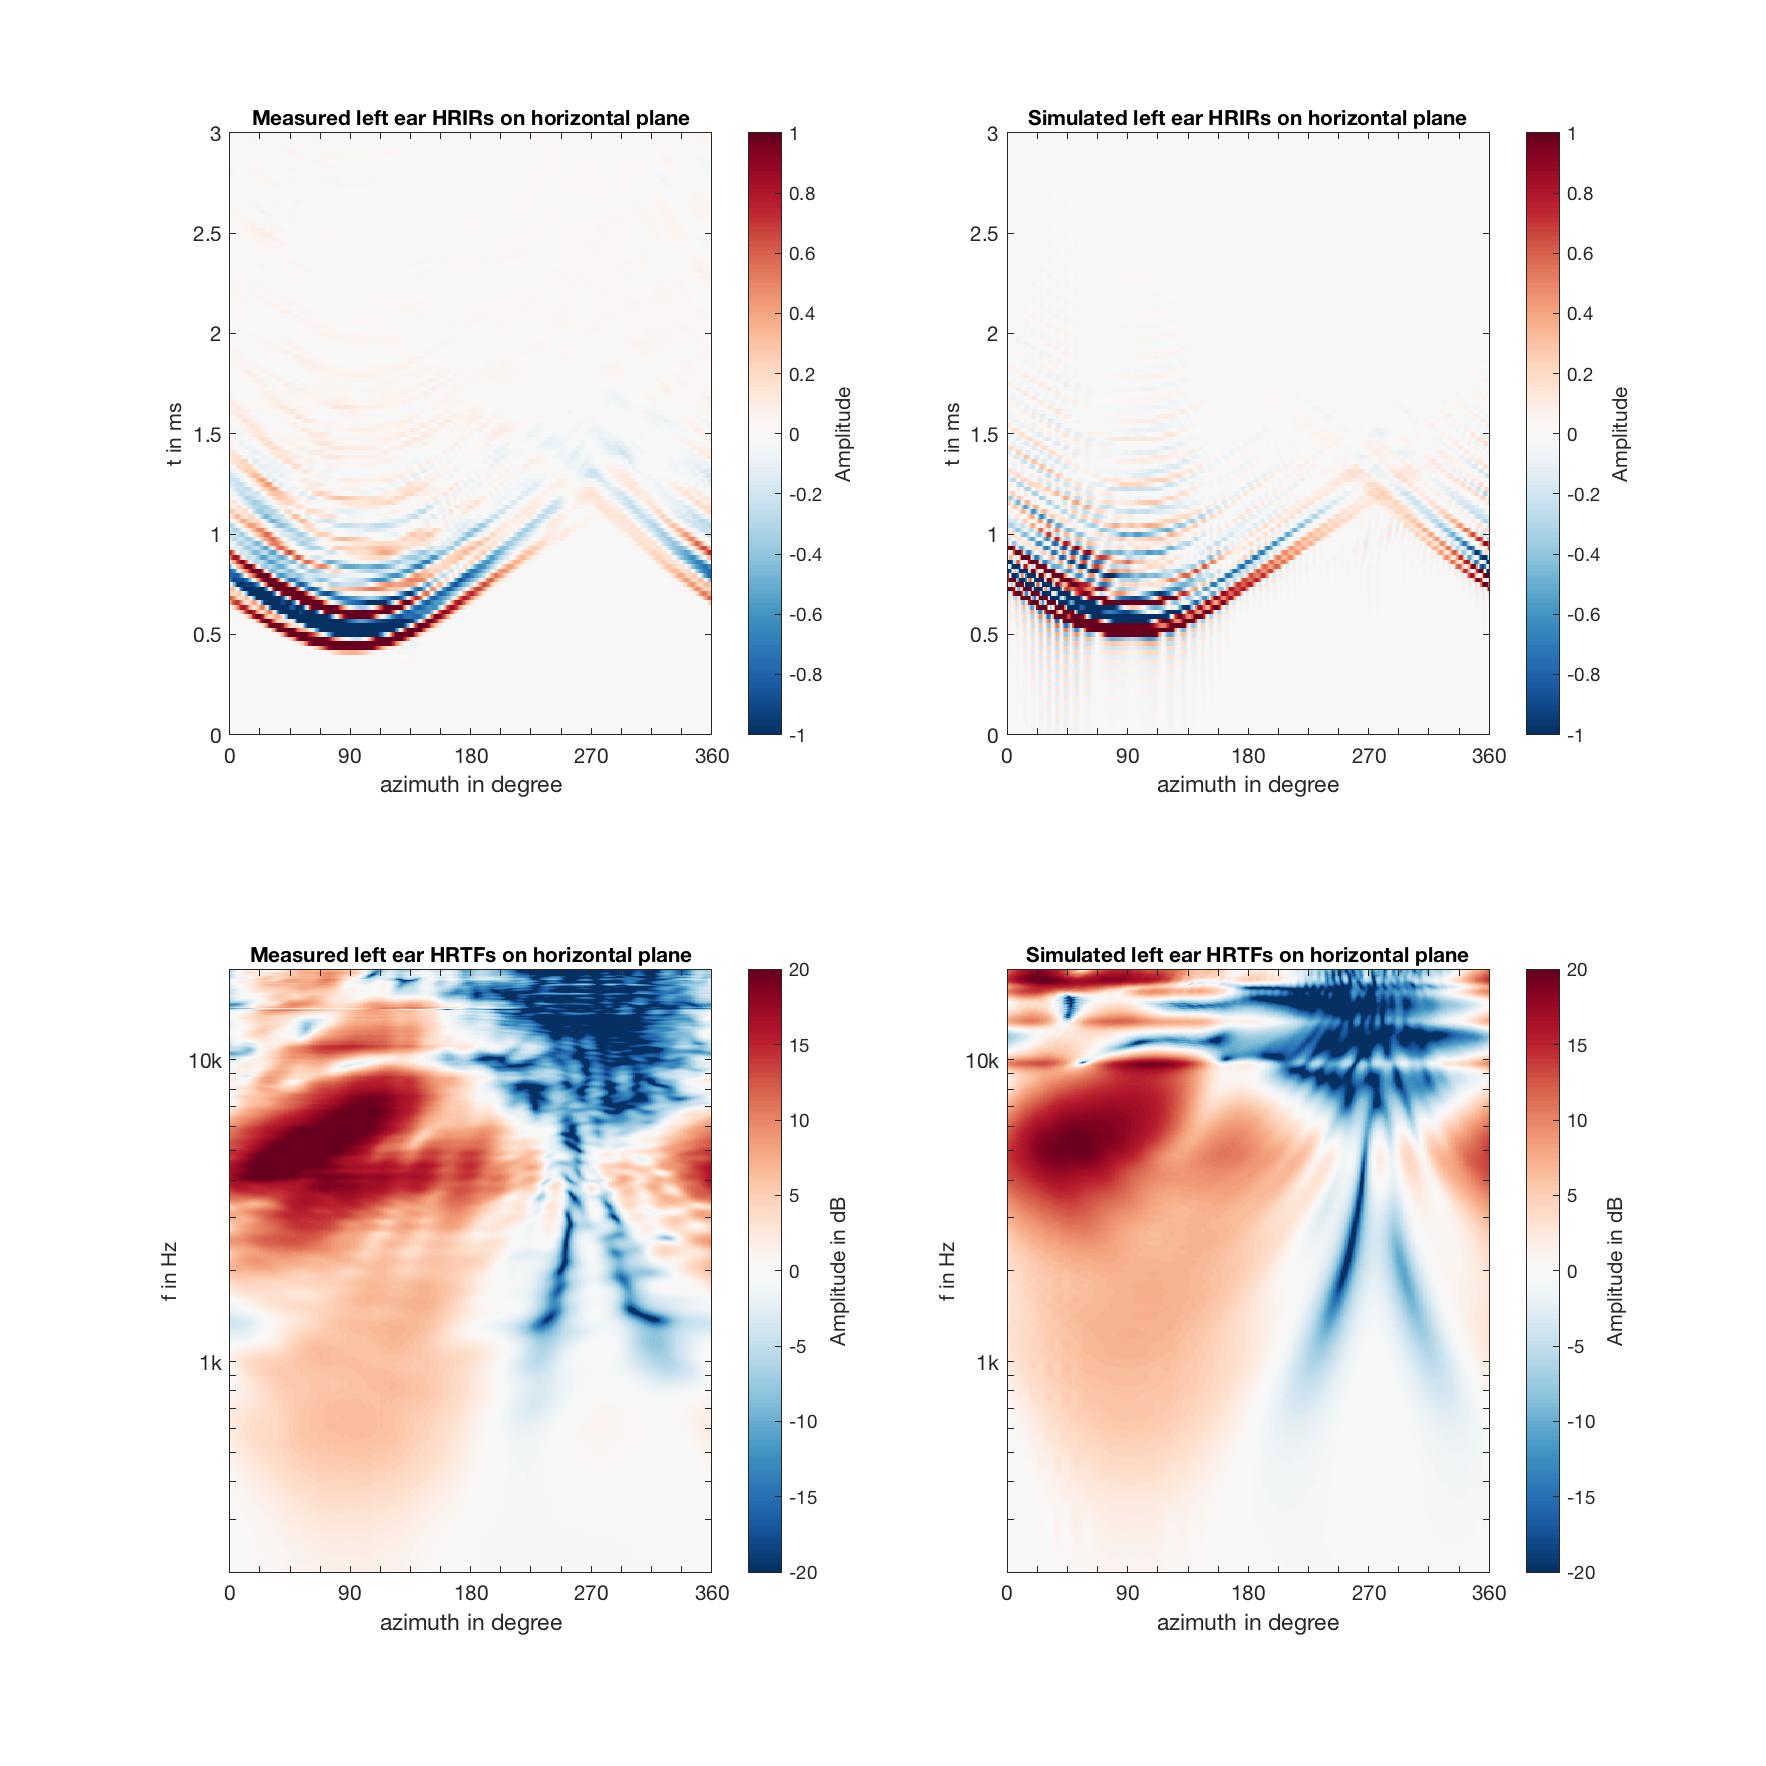 Measured left ear HRIRs on horizontal plane
3
2.5
2
1.5
1
0.5
0
t in ms
0 90 180 270 360
azimuth in degree
1
0.8
0.6
0.4
0.2
0
-0.2
-0.4
-0.6
-0.8
-1
Amplitude
Simulated left ear HRIRs on horizontal plane
3
2.5
2
1.5
1
0.5
0
t in ms
0 90 180 270 360
azimuth in degree
1
0.8
0.6
0.4
0.2
0
-0.2
-0.4
-0.6
-0.8
-1
Amplitude
Measured left ear HRTFs on horizontal plane
10k
1k
f in Hz
0 90 180 270 360
azimuth in degree
20
15
10
5
0
-5
-10
-15
-20
Amplitude in dB
Simulated left ear HRTFs on horizontal plane
10k
1k
f in Hz
0 90 180 270 360
azimuth in degree
20
15
10
5
0
-5
-10
-15
-20
Amplitude in dB